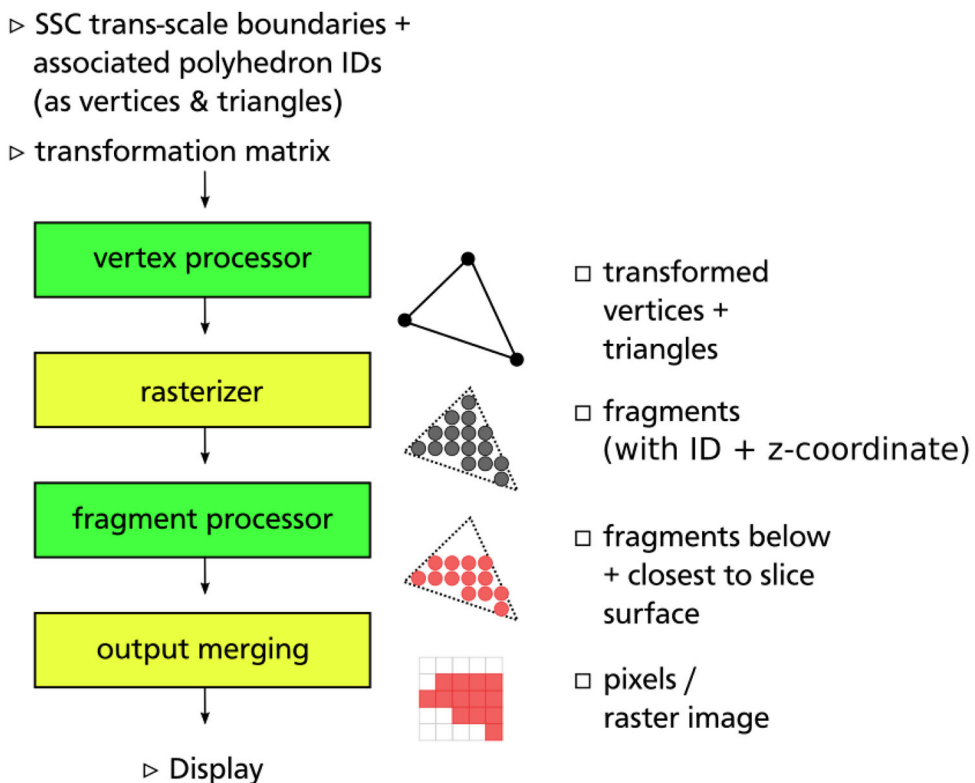 ▷ SSC trans-scale boundaries +
associated polyhedron IDs
(as vertices & triangles)
▷ transformation matrix
vertex processor
□ transformed
vertices +
triangles
rasterizer
□ fragments
(with ID + z-coordinate)
fragment processor
□ fragments below
+ closest to slice
surface
output merging
□ pixels /
raster image
▷ Display